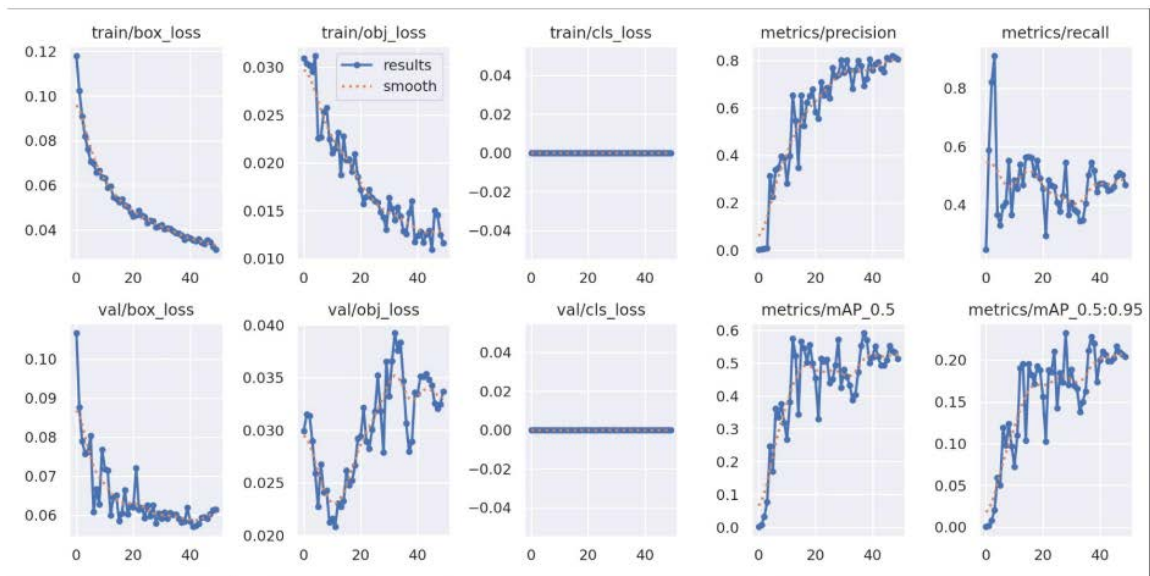 train/box_loss
0.12
0.10
0.08
0.06
0.04
0 20 40
train/obj_loss
results
smooth
0.030
0.025
0.020
0.015
0.010
0 20 40
train/cls_loss
0.04
0.02
0.00
−0.02
−0.04
0 20 40
metrics/precision
0.8
0.6
0.4
0.2
0.0
0 20 40
metrics/recall
0.8
0.6
0.4
0 20 40
val/box_loss
0.10
0.09
0.08
0.07
0.06
0 20 40
val/obj_loss
0.040
0.035
0.030
0.025
0.020
0 20 40
val/cls_loss
0.04
0.02
0.00
−0.02
−0.04
0 20 40
metrics/mAP_0.5
0.6
0.5
0.4
0.3
0.2
0.1
0.0
0 20 40
metrics/mAP_0.5:0.95
0.20
0.15
0.10
0.05
0.00
0 20 40